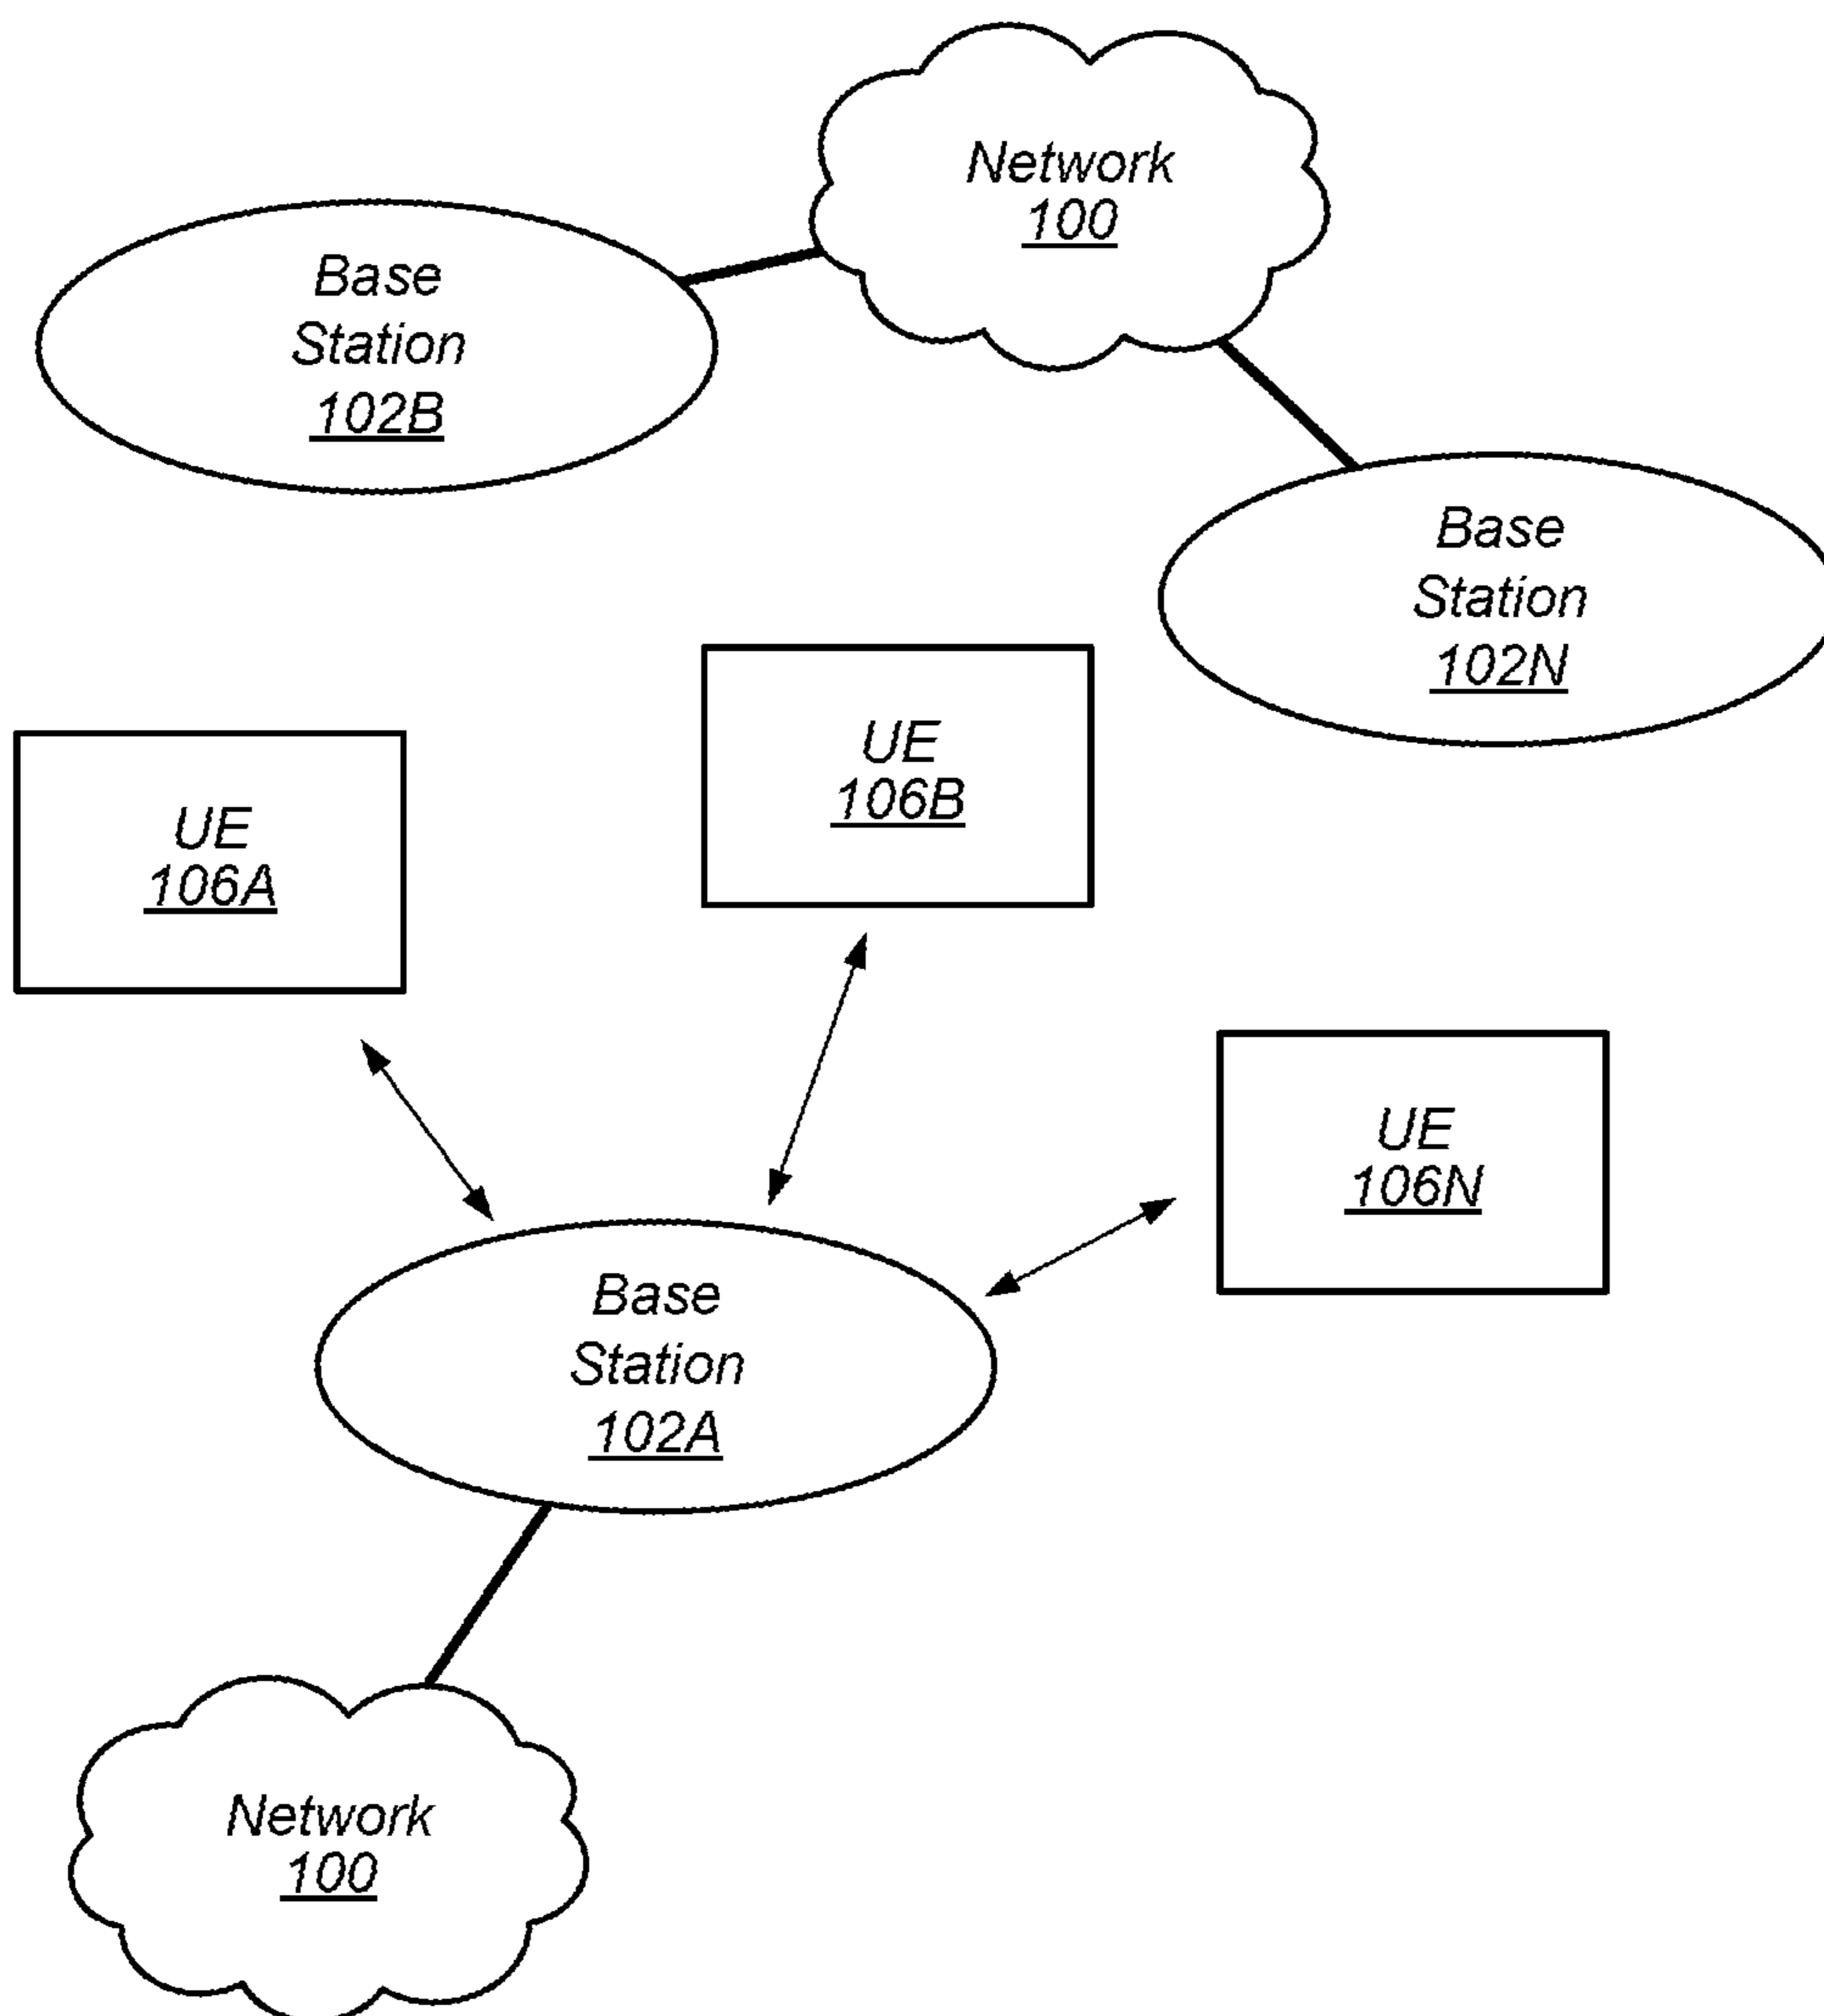 Network
100
Base
Station
102B
Base
Station
102N
UE
106B
UE
106A
UE
106N
Base
Station
102A
Network
100